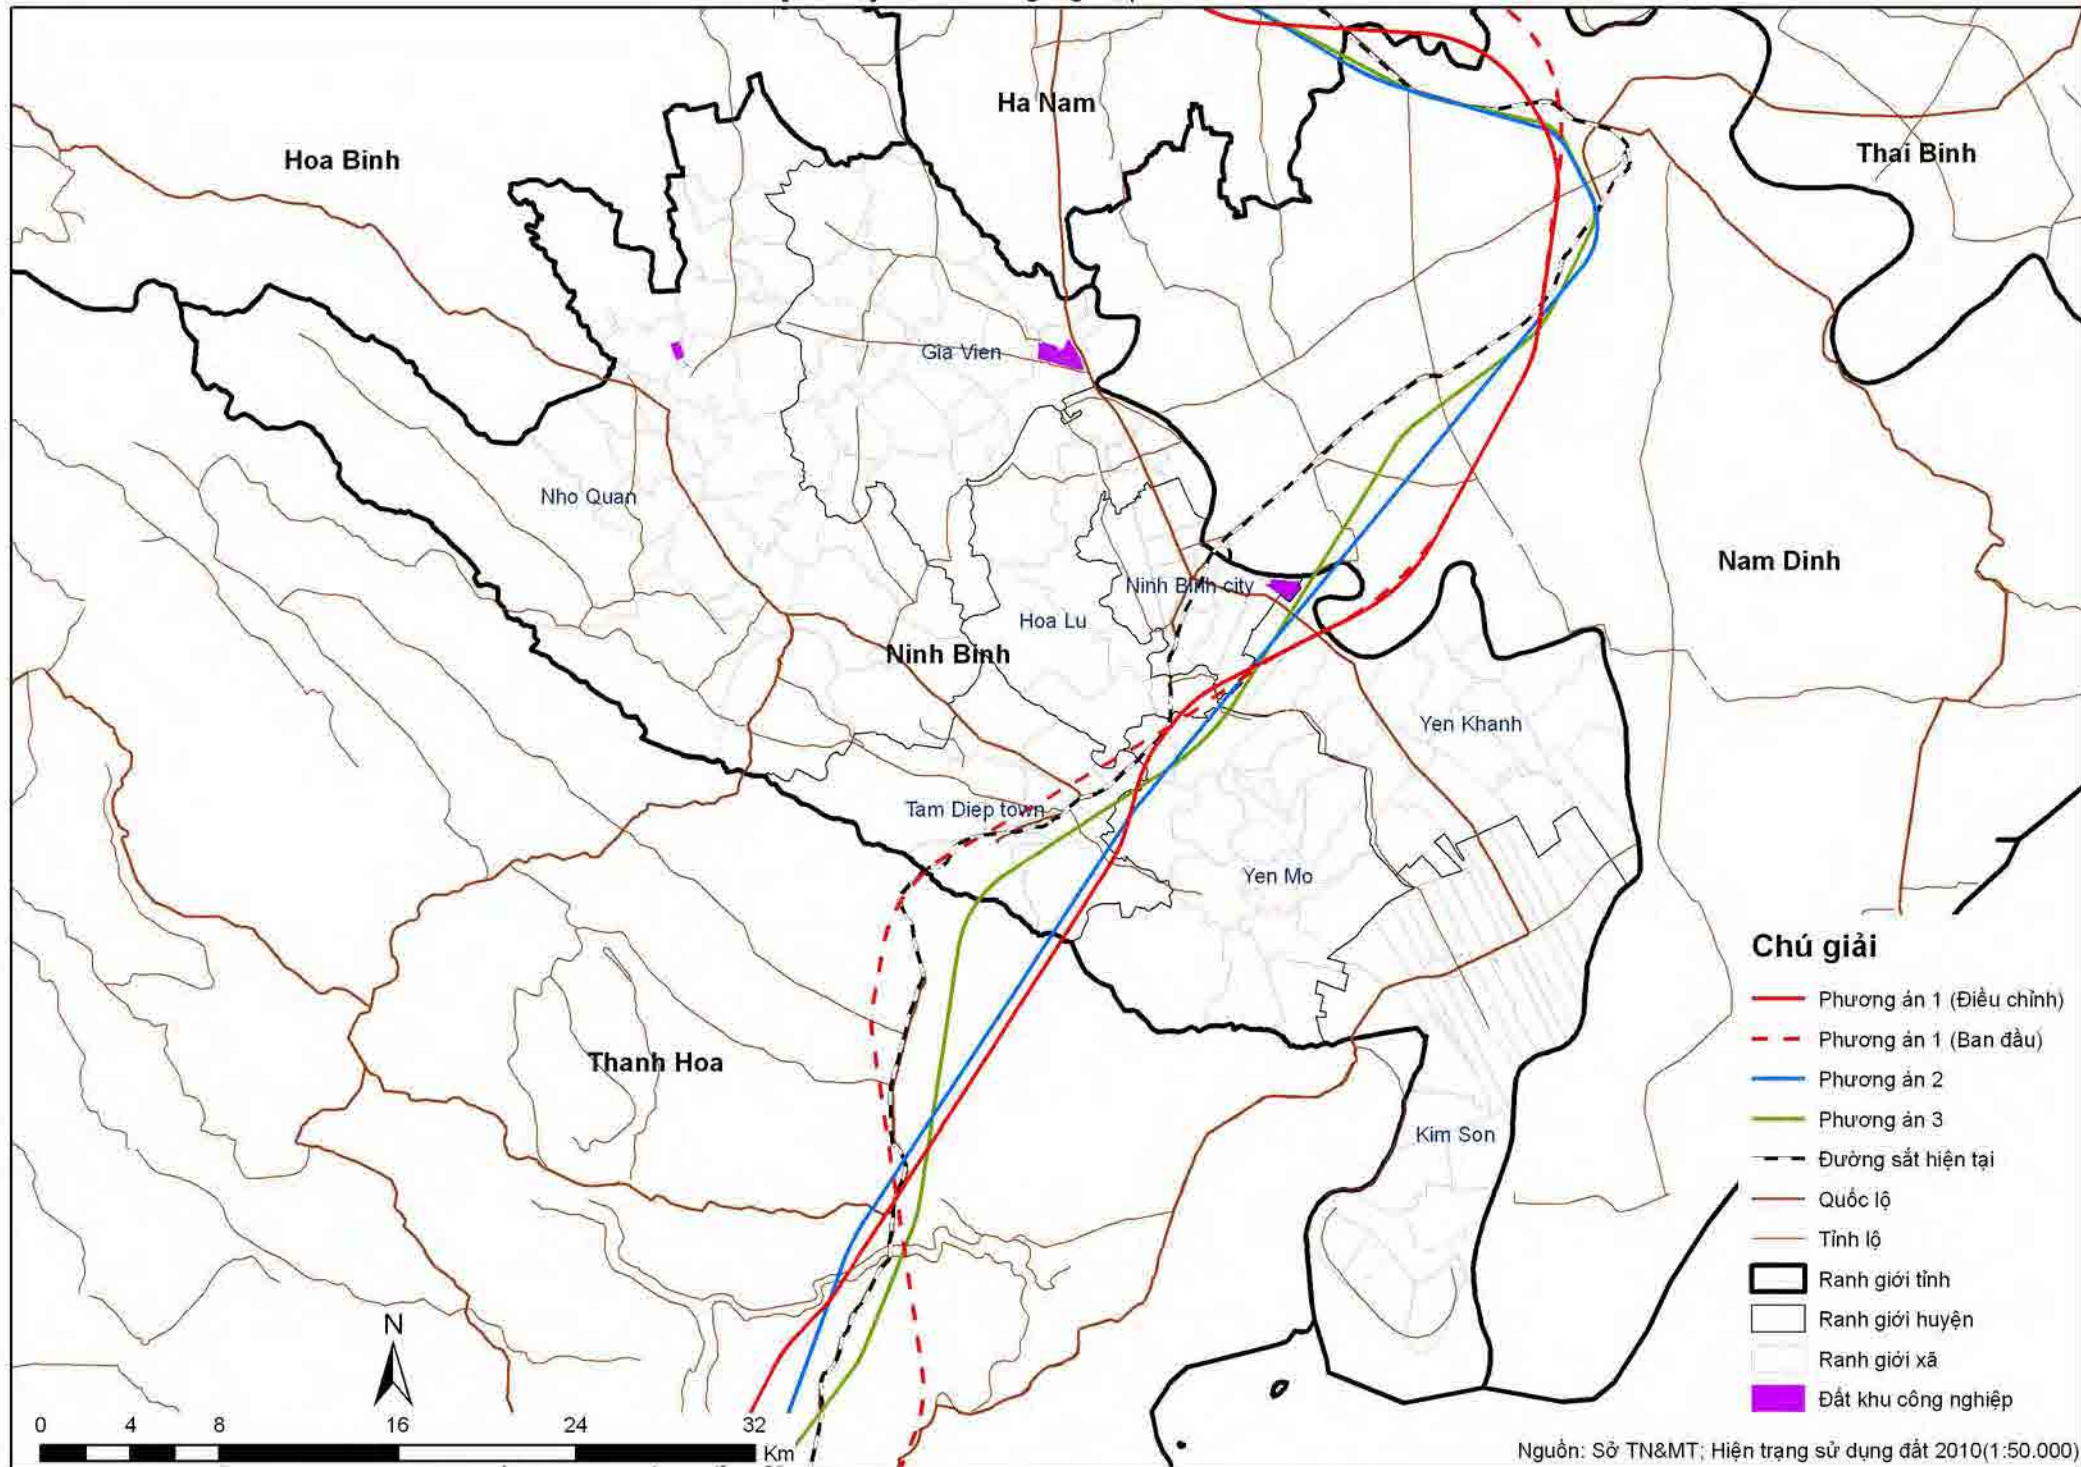 Ha Nam
Hoa Binh
Thai Binh
Gia Vien
Nho Quan
Nam Dinh
Ninh Binh city
Hoa Lu
Ninh Binh
Yen Khanh
Tam Diep town
Yen Mo
Thanh Hoa
Kim Son
Chú giải
Phương án 1 (Điều chỉnh)
Phương án 1 (Ban đầu)
Phương án 2
Phương án 3
Đường sắt hiện tại
Quốc lộ
Tỉnh lộ
Ranh giới tỉnh
Ranh giới huyện
Ranh giới xã
Đất khu công nghiệp
N
0 4 8 16 24 32
Km
Nguồn: Sở TN&MT; Hiện trạng sử dụng đất 2010(1:50.000)